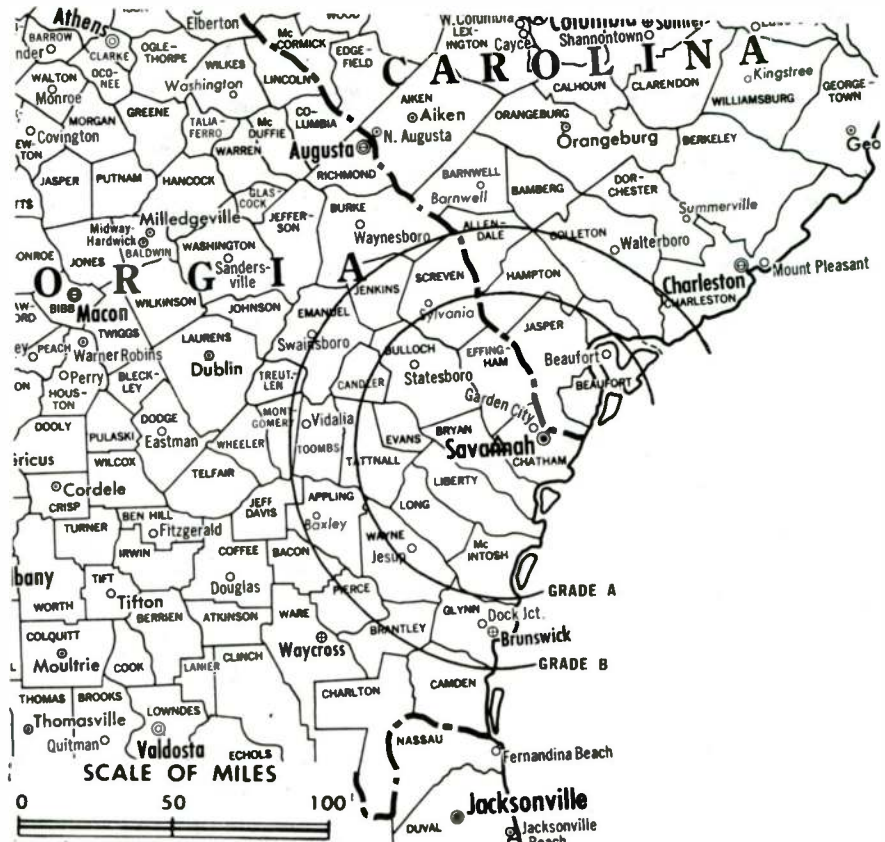 Athens
Elberton
Mc
CORMICK
EDGE-
FIELD
W. Columbia
LEX-
INGTON
Cayce
Columbia
Shannontown
BARROW
CLARKE
OGLE-
THORPE
OCO-
NEE
WILKES
Washington
LINCOLN
CAROLINA
CALHOUN
CLARENDON
Kingstree
WILLIAMSBURG
GEORGE-
TOWN
WALTON
Monroe
MORGAN
GREENE
TALIA-
FERRO
Mc
DUFFIE
CO-
LUMBIA
AIKEN
Aiken
N. Augusta
ORANGEBURG
Orangeburg
BERKELEY
Covington
WARREN
Augusta
RICHMOND
JASPER
PUTNAM
HANCOCK
GLAS-
COCK
JEFFER-
SON
BURKE
Waynesboro
BARNWELL
Barnwell
BAMBERG
DOR-
CHESTER
Summerville
ALLEN-
DALE
COLLETON
Walterboro
Charleston
CHARLESTON
Mount Pleasant
Midway-
Hardwick
Milledgeville
BALDWIN
WASHINGTON
Sanders-
ville
JONES
ORGIA
BIBB
Macon
WILKINSON
JOHNSON
EMANUEL
JENKINS
SCREVEN
Sylvania
HAMPTON
JASPER
TWIGGS
PEACH
Warner Robins
LAURENS
Dublin
Swainsboro
BULLOCH
Statesboro
EFFING-
HAM
Beaufort
BEAUFORT
Perry
HOUS-
TON
BLECK-
LEY
TREUT-
LEN
CANDLER
Garden City
DOOLY
PULASKI
DODGE
Eastman
WHEELER
MONT-
GOMERY
Vidalia
TOOMBS
EVANS
BRYAN
Savannah
CHATHAM
WILCOX
TELFAIR
TATTNALL
LIBERTY
Cordele
CRISP
JEFF
DAVIS
APPLING
Baxley
LONG
TURNER
BEN HILL
Fitzgerald
WAYNE
Jesup
Mc
INTOSH
IRWIN
COFFEE
Douglas
BACON
TIFT
Tifton
WORTH
PIERCE
GRADE A
BERRIEN
ATKINSON
WARE
BRANTLEY
GLYNN
Dock Jct.
Brunswick
COLQUITT
Moultrie
COOK
LANIER
CLINCH
Waycross
GRADE B
THOMAS
BROOKS
CHARLTON
CAMDEN
Thomasville
Quitman
LOWNDES
Valdosta
ECHOLS
NASSAU
Fernandina Beach
SCALE OF MILES
0 50 100
Jacksonville
DUVAL
Jacksonville
Beach